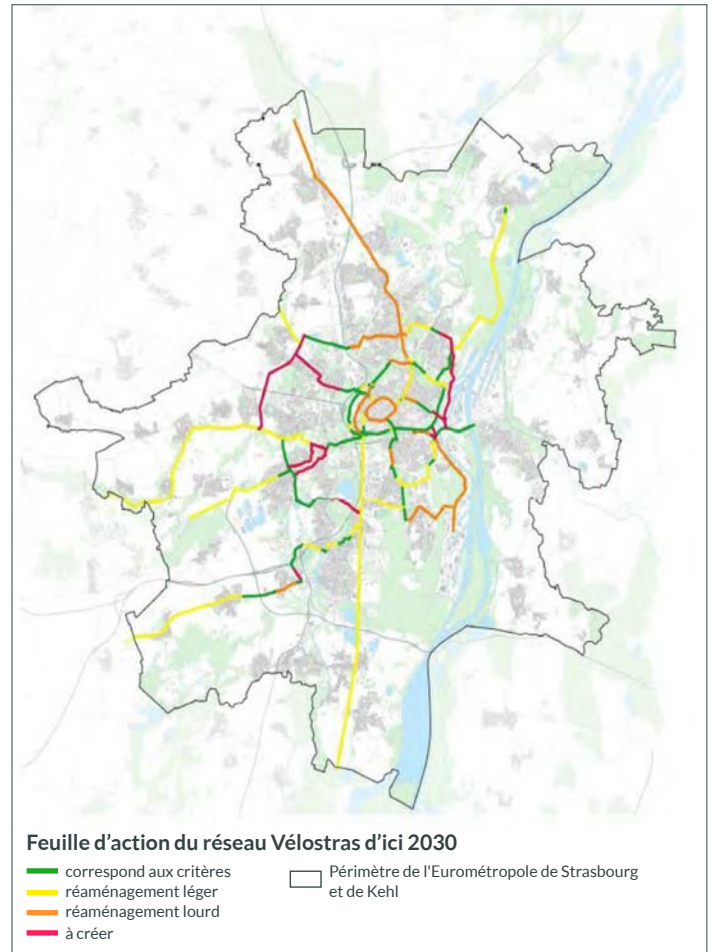 Feuille d’action du réseau Vélostras d’ici 2030
correspond aux critères
réaménagement léger
réaménagement lourd
à créer
Périmètre de l'Eurométropole de Strasbourg
et de Kehl